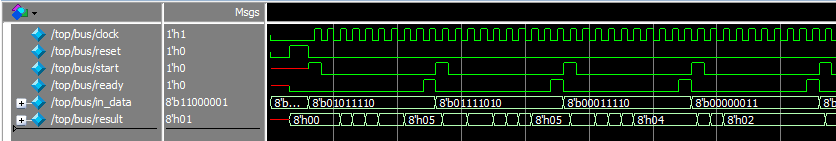 Msgs
/top/bus/clock 1'h1
/top/bus/reset 1'h0
/top/bus/start 1'h0
/top/bus/ready 1'h0
/top/bus/in_data 8'b11000001 8'b... 8'b01011110 8'b01111010 8'b00011110 8'b00000011 8'b
/top/bus/result 8'h01 8'h00 8'h05 8'h05 8'h04 8'h02